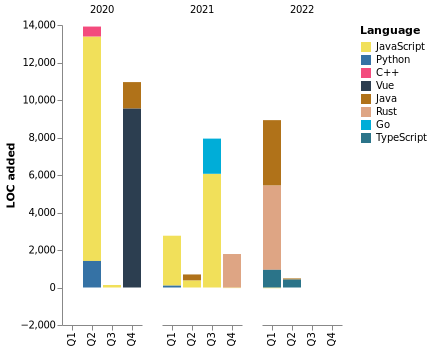 2020 2021 2022
Language
JavaScript
Python
C++
Vue
Java
Rust
Go
TypeScript
LOC added
14,000
12,000
10,000
8,000
6,000
4,000
2,000
0
−2,000
Q1 Q2 Q3 Q4 Q1 Q2 Q3 Q4 Q1 Q2 Q3 Q4